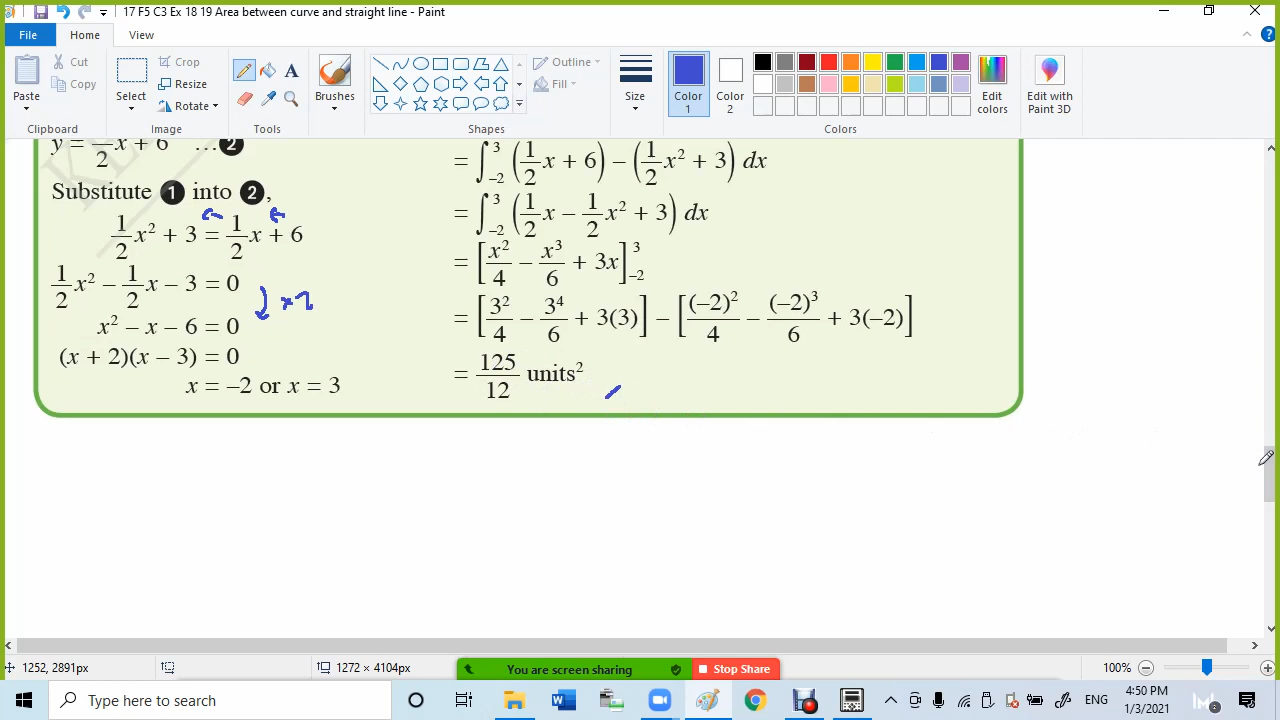 17 F5 C3 Ex 18 19 Area between curve and straight line - Paint
File Home View
Paste Cut Copy Clipboard
Select Crop Resize Rotate Image
A Tools
Brushes
Outline Fill Shapes
Size
Color 1 Color 2 Colors
Edit colors
Edit with Paint 3D
y = 1/2 x + 6 …❷
Substitute ❶ into ❷,
1/2 x² + 3 = 1/2 x + 6
1/2 x² – 1/2 x – 3 = 0
x2
x² – x – 6 = 0
(x + 2)(x – 3) = 0
x = –2 or x = 3
= ∫₋₂³ (1/2 x + 6) – (1/2 x² + 3) dx
= ∫₋₂³ (1/2 x – 1/2 x² + 3) dx
= [x²/4 – x³/6 + 3x]₋₂³
= [3²/4 – 3⁴/6 + 3(3)] – [(–2)²/4 – (–2)³/6 + 3(–2)]
= 125/12 units²
1252, 2891px 1272 × 4104px 100%
You are screen sharing Stop Share
Type here to search
ENG 4:50 PM
1/3/2021